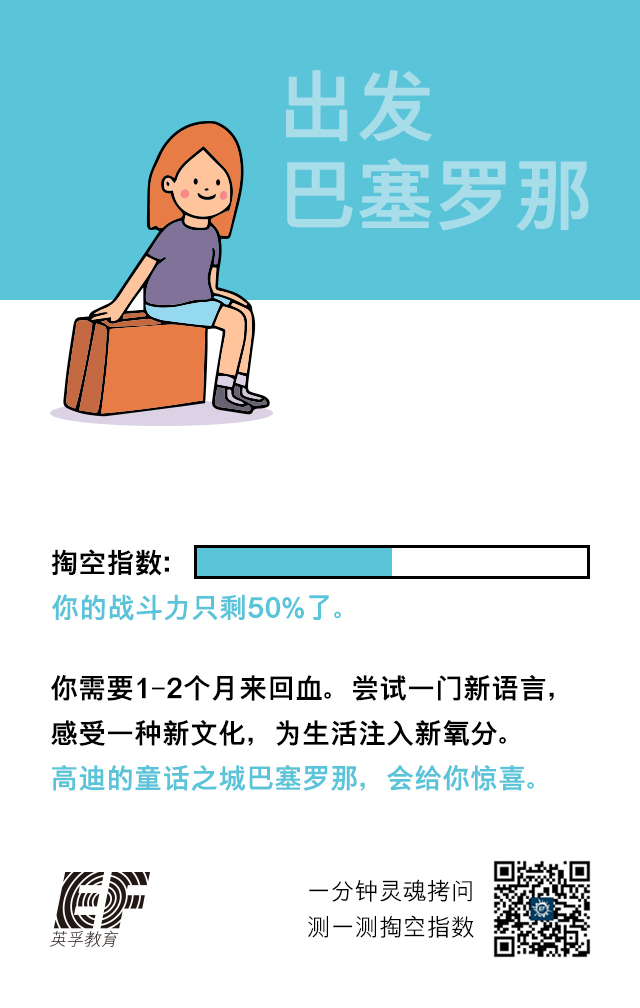 出发
巴塞罗那
掏空指数:
你的战斗力只剩50%了。
你需要1-2个月来回血。尝试一门新语言，
感受一种新文化，为生活注入新氧分。
高迪的童话之城巴塞罗那，会给你惊喜。
EF
英孚教育
一分钟灵魂拷问
测一测掏空指数